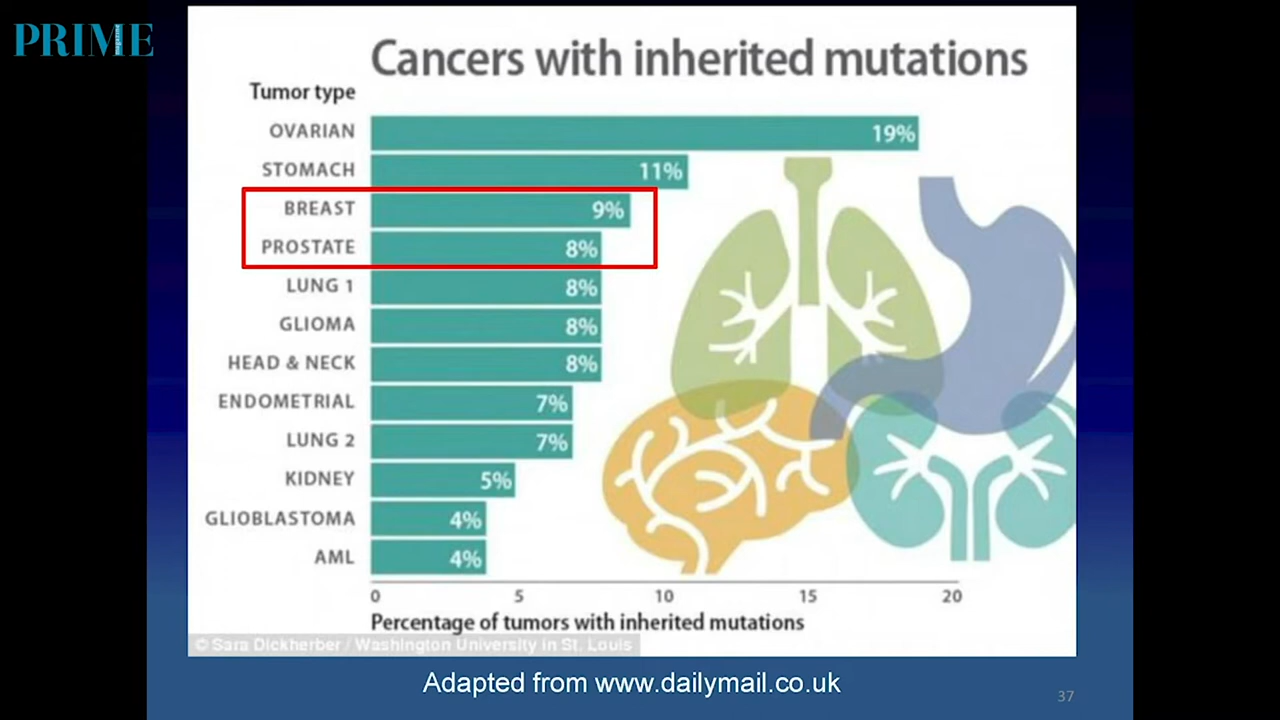 PRIME
magazine
Cancers with inherited mutations
Tumor type
OVARIAN 19%
STOMACH 11%
BREAST 9%
PROSTATE 8%
LUNG 1 8%
GLIOMA 8%
HEAD & NECK 8%
ENDOMETRIAL 7%
LUNG 2 7%
KIDNEY 5%
GLIOBLASTOMA 4%
AML 4%
0 5 10 15 20
Percentage of tumors with inherited mutations
© Sara Dickherber / Washington University in St. Louis
Adapted from www.dailymail.co.uk
37